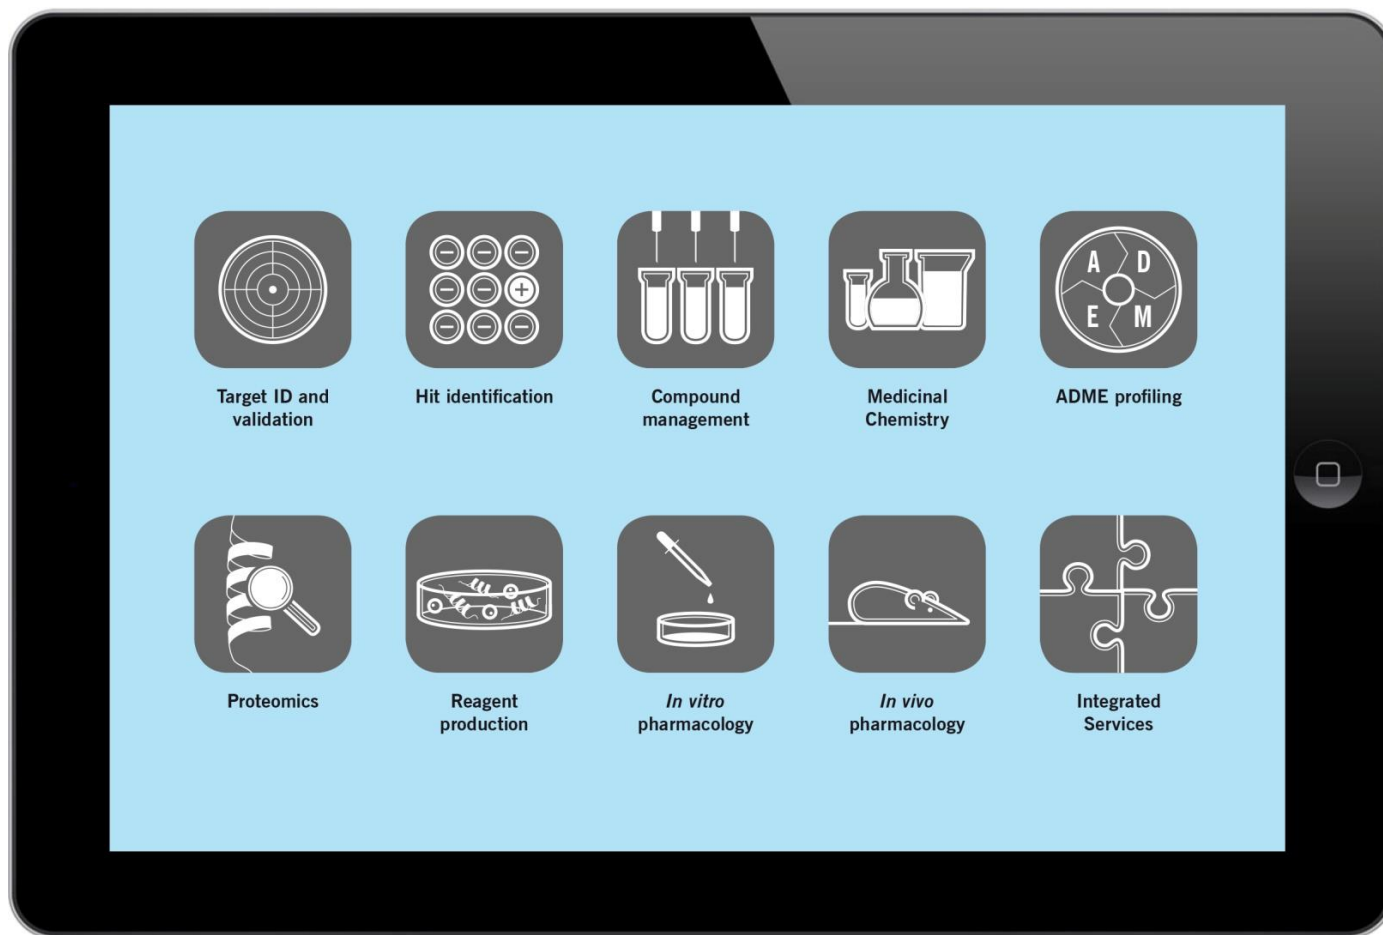 A D
E M
Target ID and
validation
Hit identification
Compound
management
Medicinal
Chemistry
ADME profiling
Proteomics
Reagent
production
In vitro
pharmacology
In vivo
pharmacology
Integrated
Services